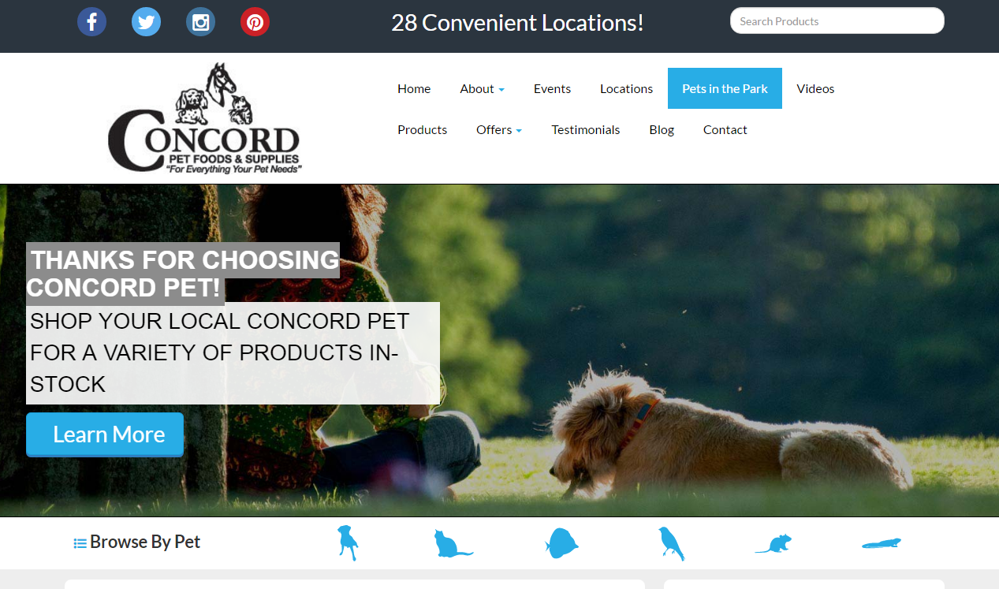 28 Convenient Locations!
Search Products
Home
About
Events
Locations
Pets in the Park
Videos
Products
Offers
Testimonials
Blog
Contact
CONCORD
PET FOODS & SUPPLIES
"For Everything Your Pet Needs"
THANKS FOR CHOOSING
CONCORD PET!
SHOP YOUR LOCAL CONCORD PET
FOR A VARIETY OF PRODUCTS IN-
STOCK
Learn More
Browse By Pet